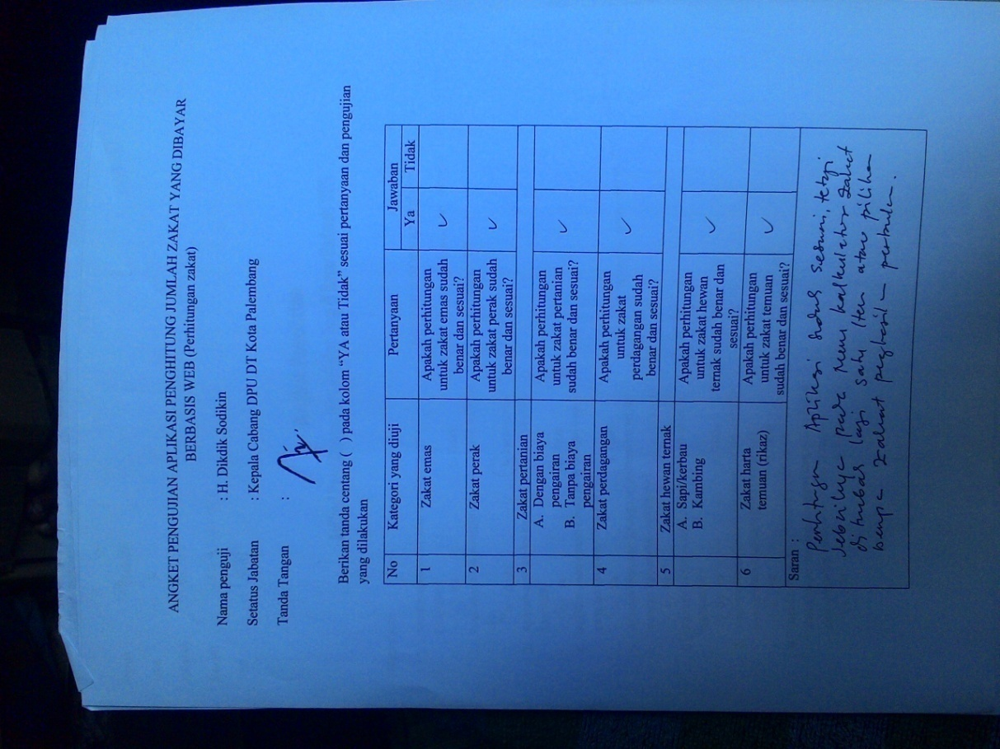 ANGKET PENGUJIAN APLIKASI PENGHITUNG JUMLAH ZAKAT YANG DIBAYAR
BERBASIS WEB (Perhitungan zakat)
Nama penguji : H. Dikdik Sodikin
Setatus Jabatan : Kepala Cabang DPU DT Kota Palembang
Tanda Tangan :
Berikan tanda centang ( ) pada kolom “YA atau Tidak” sesuai pertanyaan dan pengujian
yang dilakukan
No Kategori yang diuji Pertanyaan Jawaban
Ya Tidak
1 Zakat emas Apakah perhitungan
untuk zakat emas sudah
benar dan sesuai?
✓
2 Zakat perak Apakah perhitungan
untuk zakat perak sudah
benar dan sesuai?
✓
3 Zakat pertanian
A. Dengan biaya
pengairan
B. Tanpa biaya
pengairan
Apakah perhitungan
untuk zakat pertanian
sudah benar dan sesuai?
✓
4 Zakat perdagangan Apakah perhitungan
untuk zakat
perdagangan sudah
benar dan sesuai?
✓
5 Zakat hewan ternak
A. Sapi/kerbau
B. Kambing
Apakah perhitungan
untuk zakat hewan
ternak sudah benar dan
sesuai?
✓
6 Zakat harta
temuan (rikaz)
Apakah perhitungan
untuk zakat temuan
sudah benar dan sesuai?
✓
Saran :
Perhitungan Aplikasi sudah sesuai, tetapi
sebaiknya pada menu kalkulator zakat
ditambah lagi satu item atau pilihan
berupa zakat penghasilan perbulan.